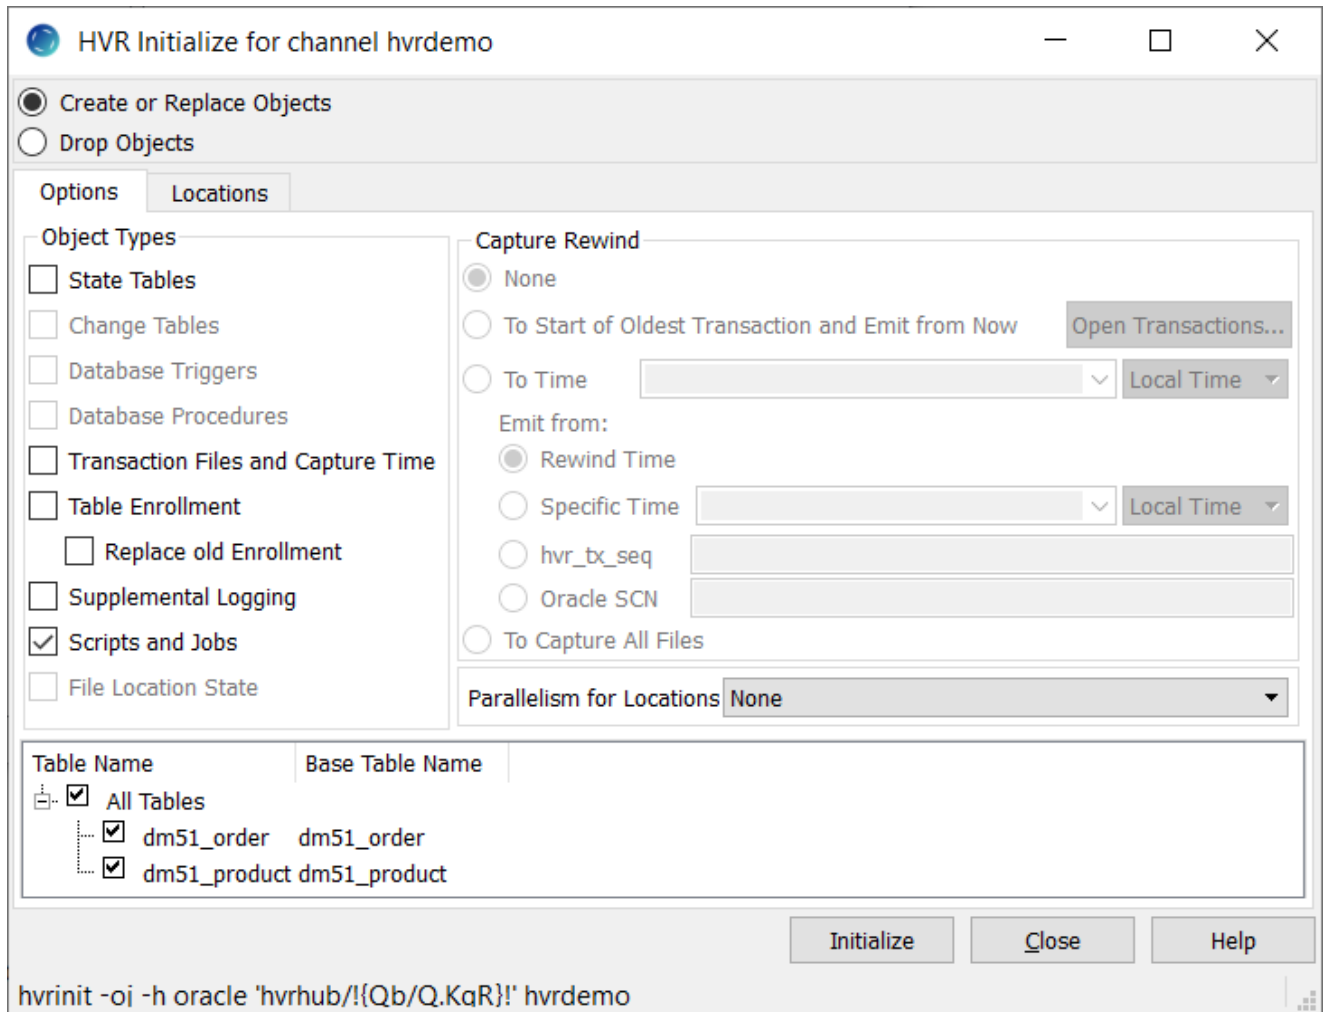 HVR Initialize for channel hvrdemo
Create or Replace Objects
Drop Objects
Options
Locations
Object Types
State Tables
Change Tables
Database Triggers
Database Procedures
Transaction Files and Capture Time
Table Enrollment
Replace old Enrollment
Supplemental Logging
Scripts and Jobs
File Location State
Capture Rewind
None
To Start of Oldest Transaction and Emit from Now
Open Transactions...
To Time
Local Time
Emit from:
Rewind Time
Specific Time
Local Time
hvr_tx_seq
Oracle SCN
To Capture All Files
Parallelism for Locations None
Table Name Base Table Name
All Tables
dm51_order dm51_order
dm51_product dm51_product
Initialize
Close
Help
hvrinit -oj -h oracle 'hvrhub/!{Qb/Q.KqR}!' hvrdemo